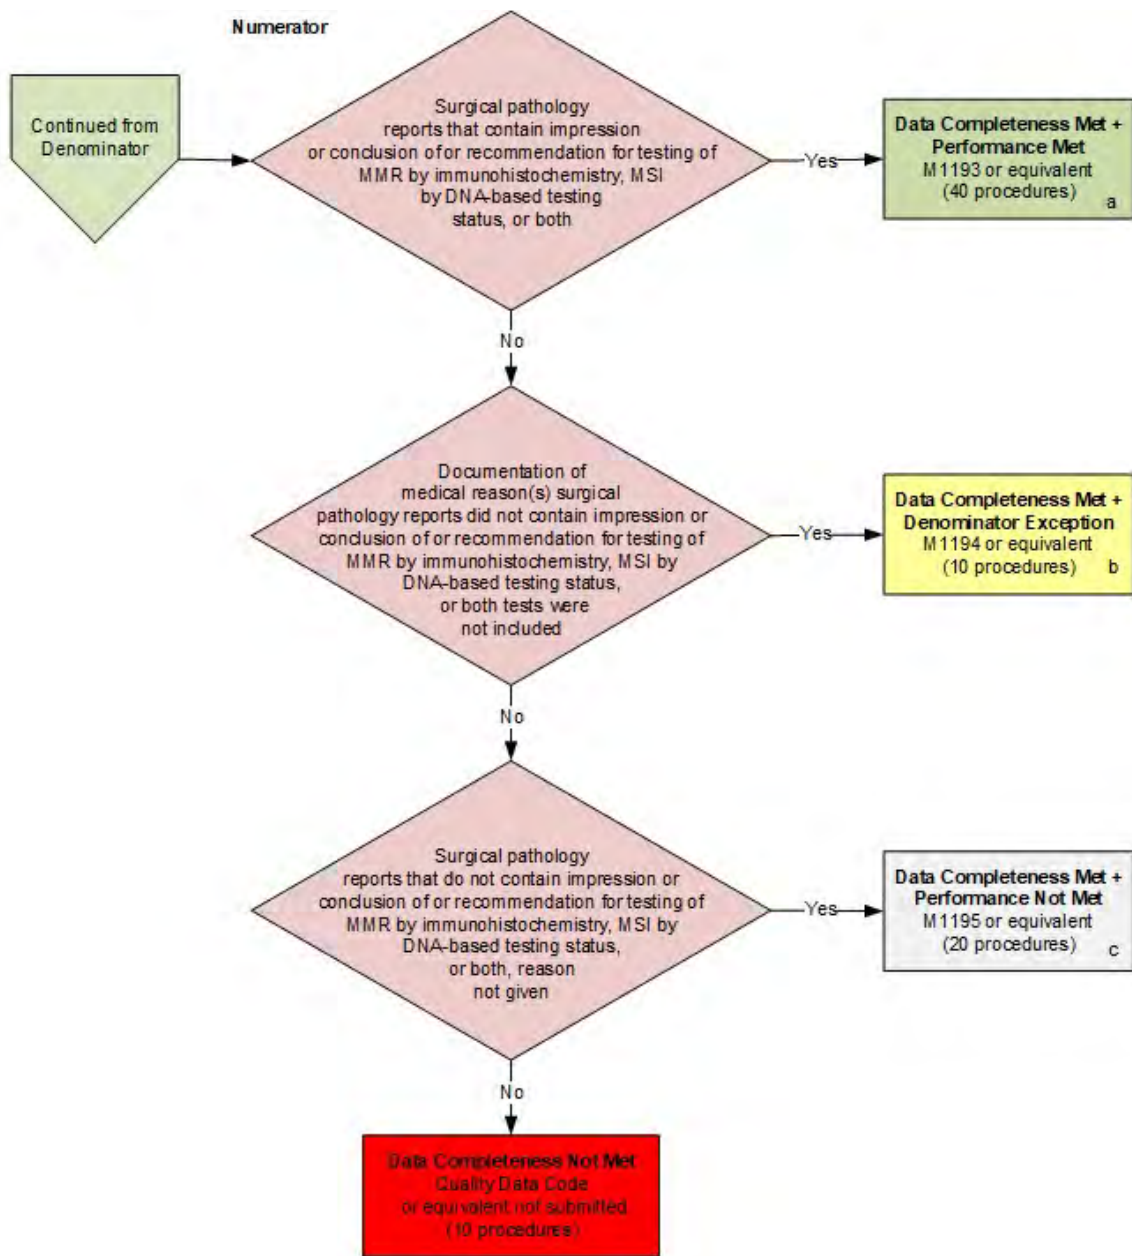 Numerator
Continued from
Denominator
Surgical pathology
reports that contain impression
or conclusion of or recommendation for testing of
MMR by immunohistochemistry, MSI
by DNA-based testing
status, or both
Yes
Data Completeness Met +
Performance Met
M1193 or equivalent
(40 procedures)
a
No
Documentation of
medical reason(s) surgical
pathology reports did not contain impression or
conclusion of or recommendation for testing of
MMR by immunohistochemistry, MSI by
DNA-based testing status,
or both tests were
not included
Yes
Data Completeness Met +
Denominator Exception
M1194 or equivalent
(10 procedures)
b
No
Surgical pathology
reports that do not contain impression or
conclusion of or recommendation for testing of
MMR by immunohistochemistry, MSI by
DNA-based testing status,
or both, reason
not given
Yes
Data Completeness Met +
Performance Not Met
M1195 or equivalent
(20 procedures)
c
No
Data Completeness Not Met
Quality Data Code
or equivalent not submitted
(10 procedures)